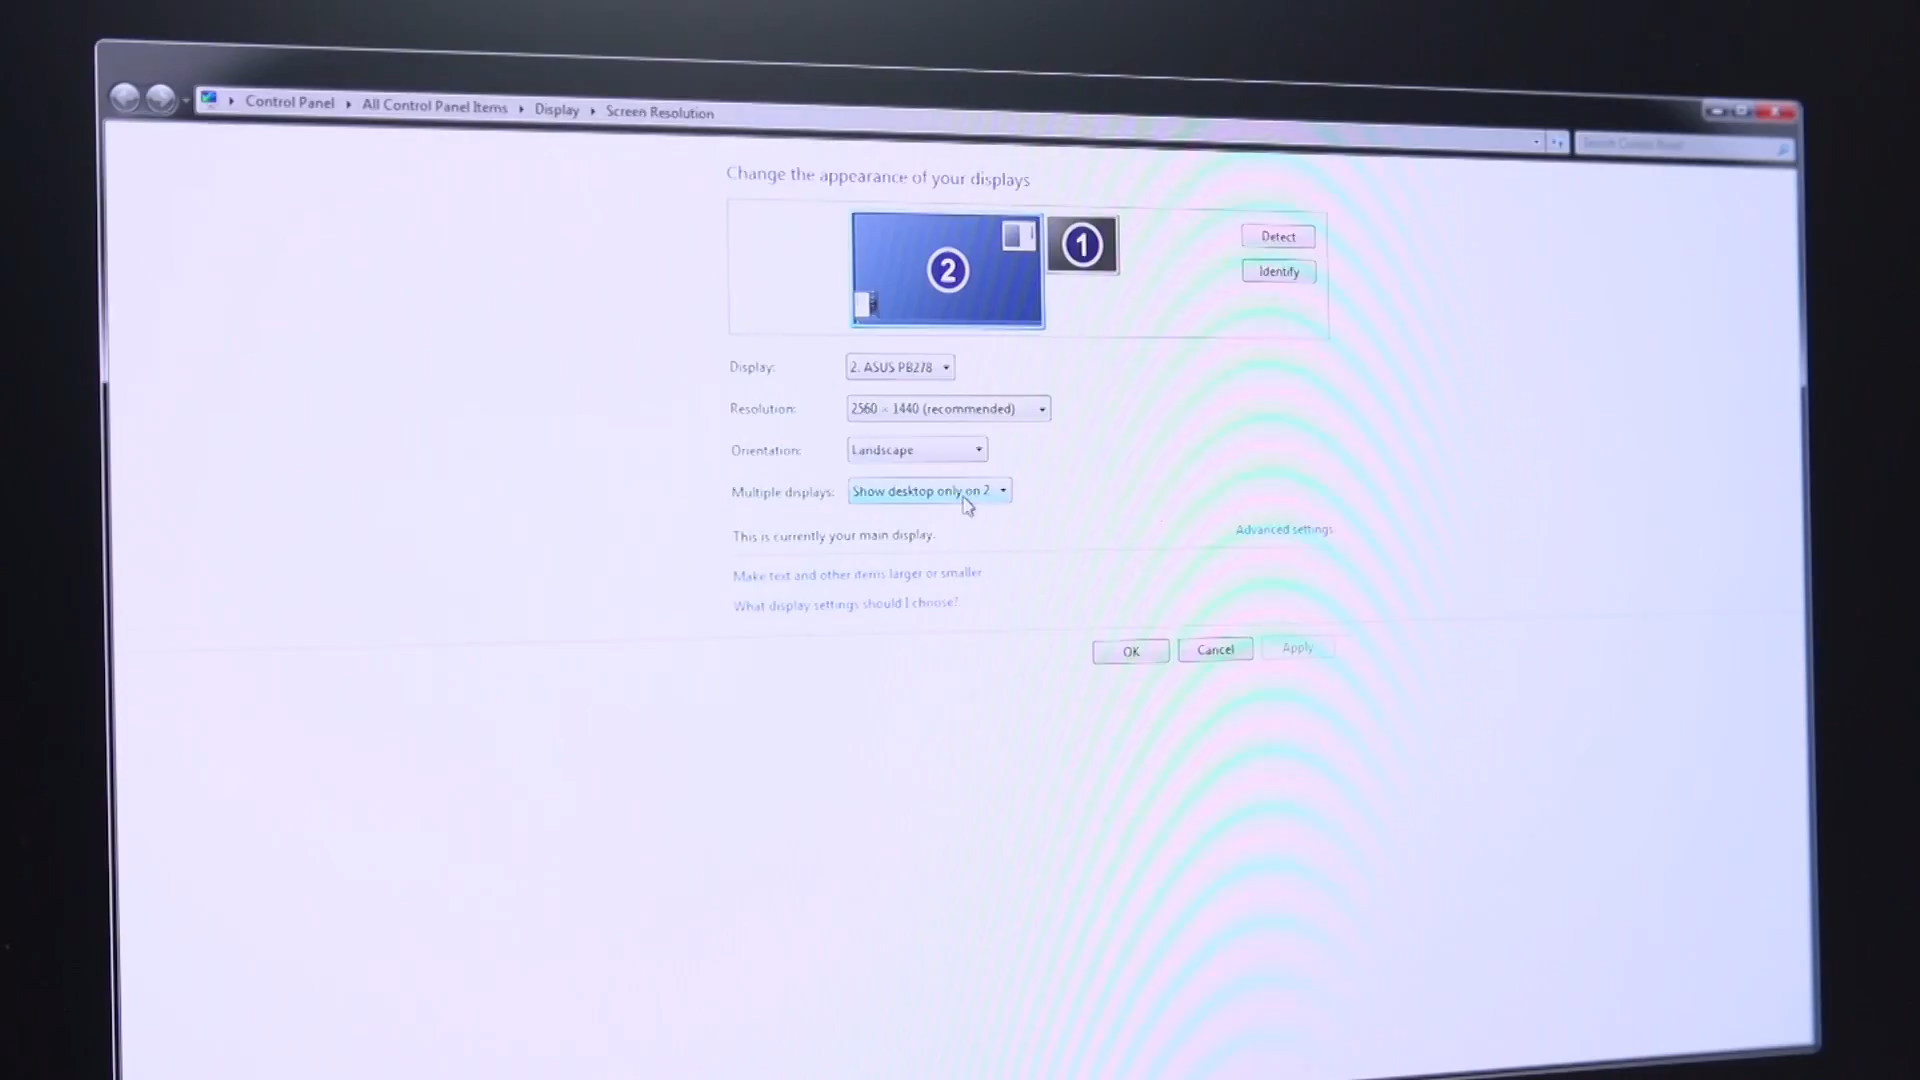 Control Panel All Control Panel Items Display Screen Resolution
Search Control Panel
Change the appearance of your displays
2
1
Detect
Identify
Display: 2. ASUS PB278
Resolution: 2560 × 1440 (recommended)
Orientation: Landscape
Multiple displays: Show desktop only on 2
This is currently your main display.
Advanced settings
Make text and other items larger or smaller
What display settings should I choose?
OK Cancel Apply